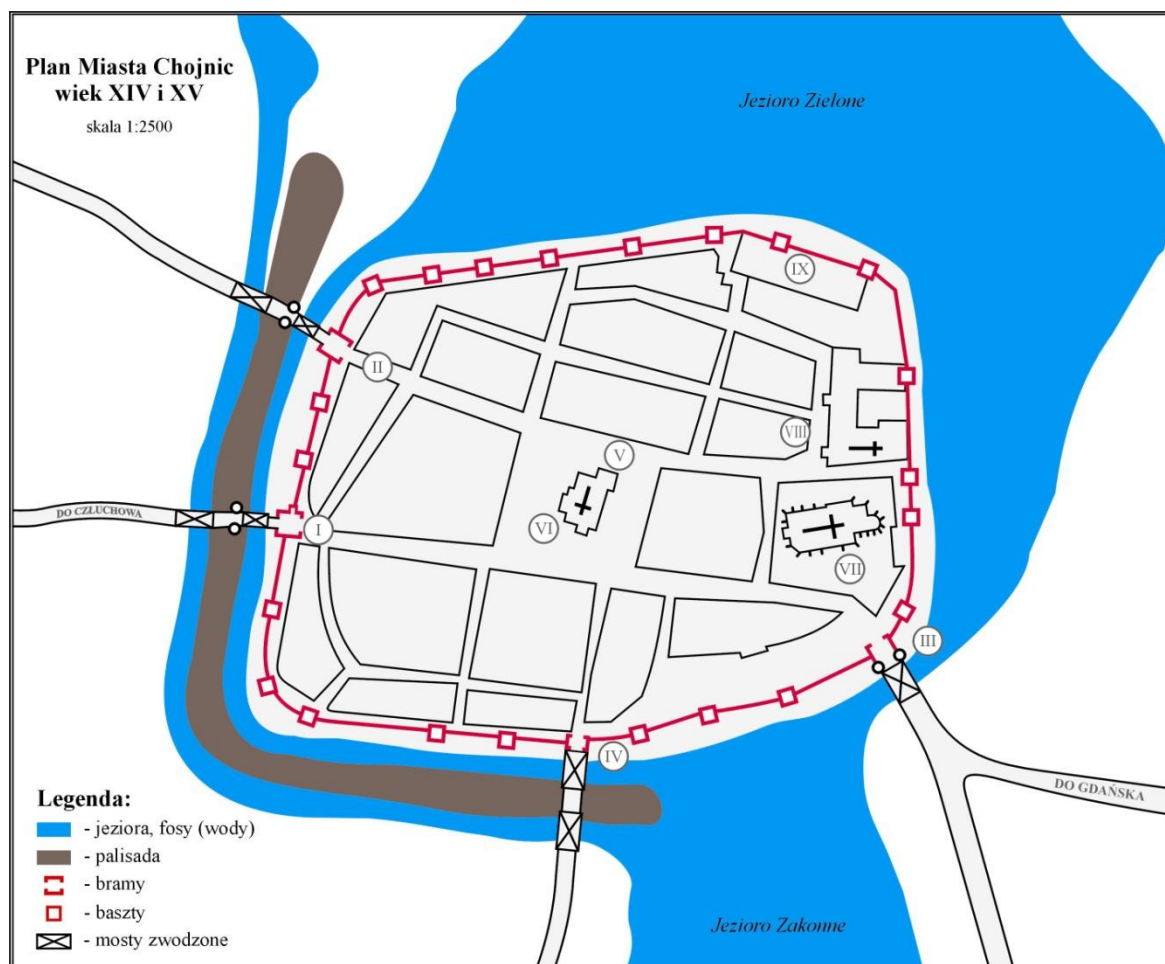 Plan Miasta Chojnic
wiek XIV i XV
skala 1:2500
Jezioro Zielone
IX
II
VIII
V
DO CZŁUCHOWA
I
VI
VII
III
IV
DO GDAŃSKA
Legenda:
- jeziora, fosy (wody)
- palisada
- bramy
- baszty
- mosty zwodzone
Jezioro Zakonne